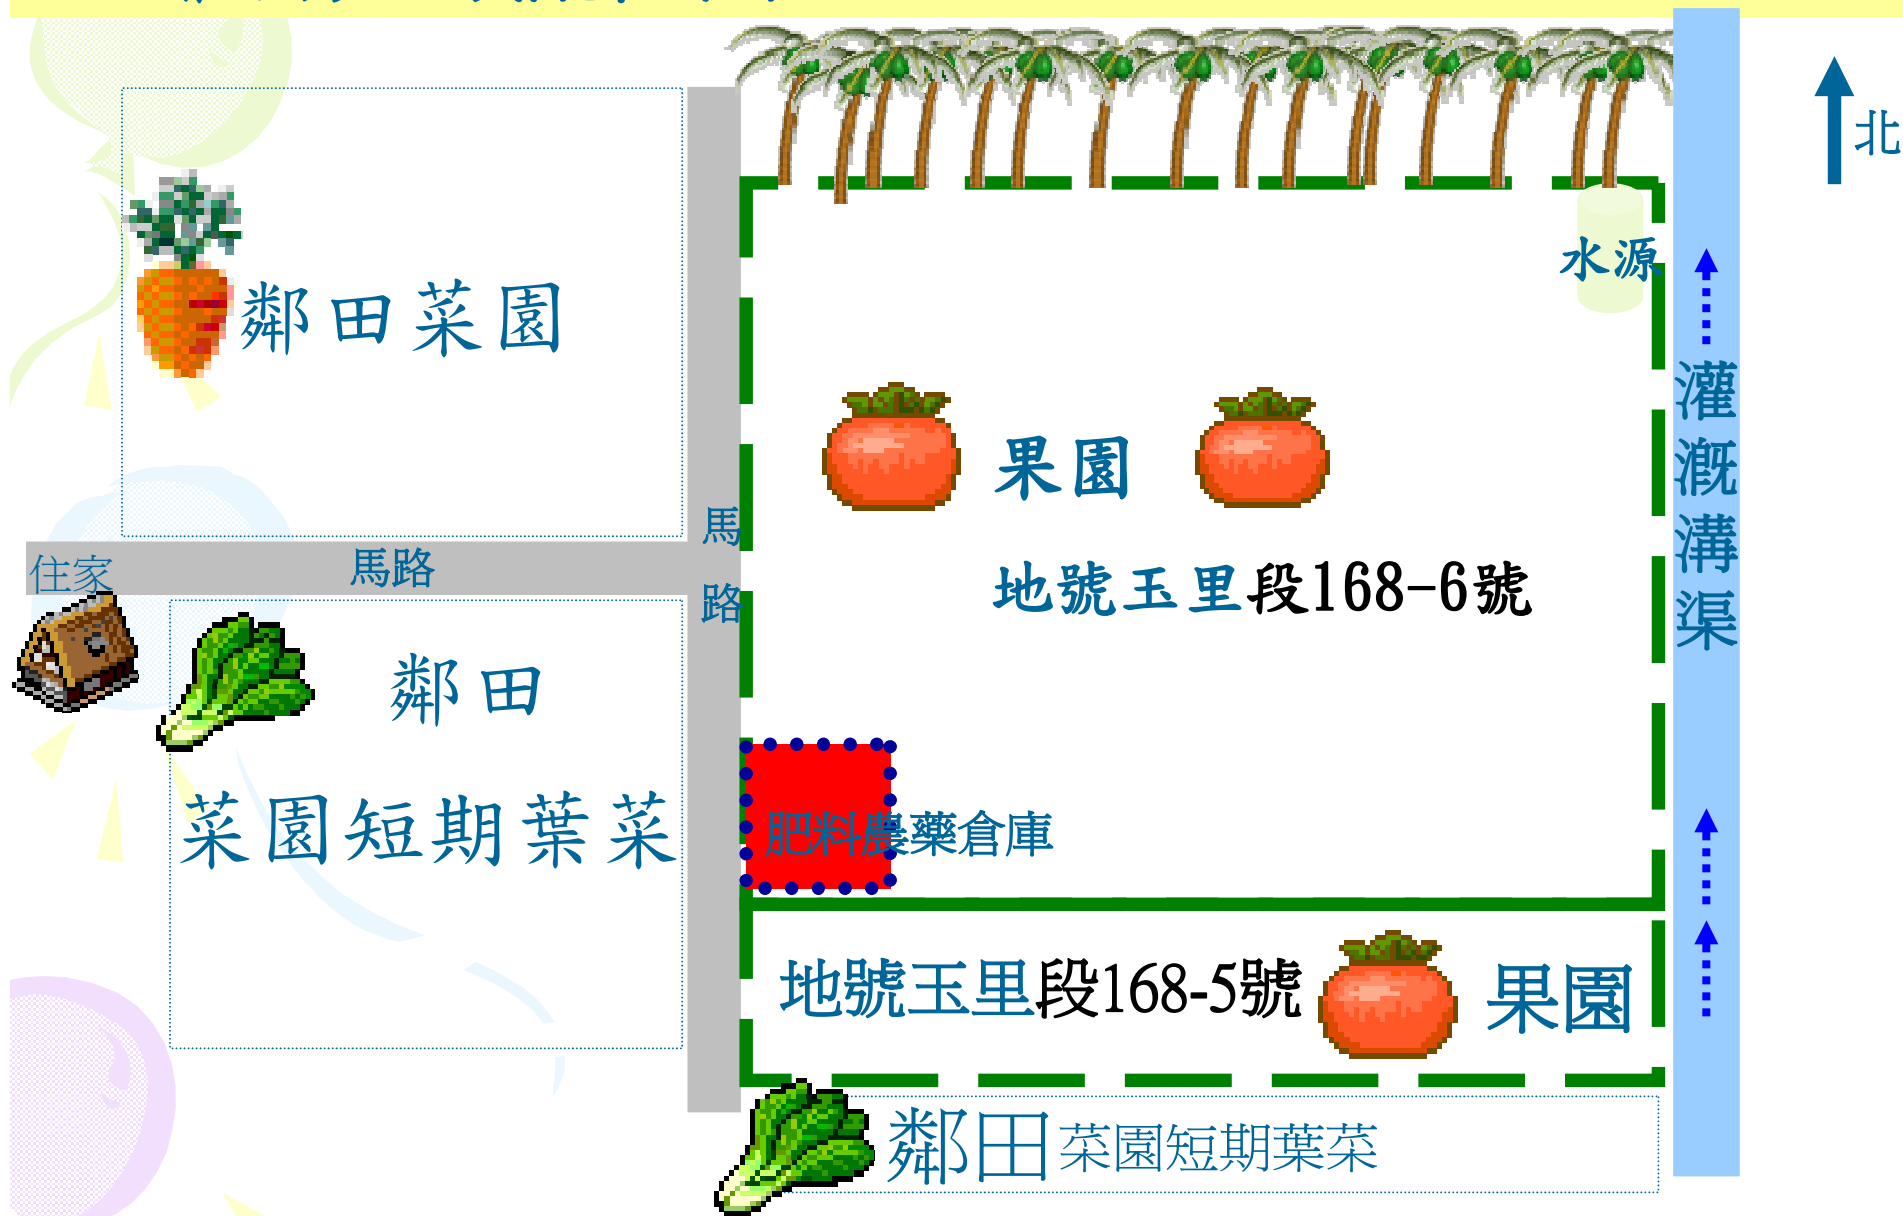 北
水源
鄰田菜園
灌溉溝渠
果園
馬路
住家
馬路
地號玉里段168-6號
鄰田
菜園短期葉菜
肥料農藥倉庫
地號玉里段168-5號
果園
鄰田菜園短期葉菜